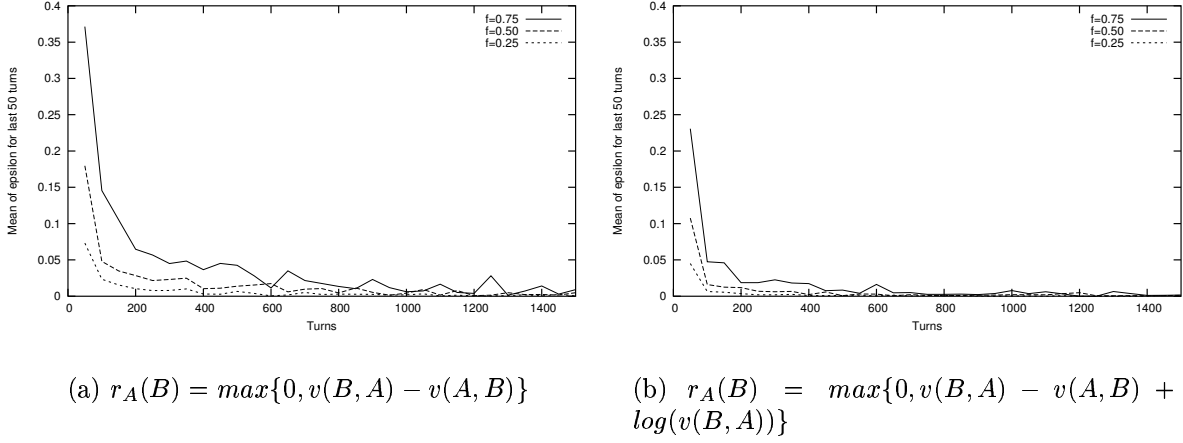 0.4
0.35
0.3
0.25
0.2
0.15
0.1
0.05
0
Mean of epsilon for last 50 turns
f=0.75
f=0.50
f=0.25
0 200 400 600 800 1000 1200 1400
Turns
(a) r_A(B) = max{0, v(B, A) − v(A, B)}
0.4
0.35
0.3
0.25
0.2
0.15
0.1
0.05
0
Mean of epsilon for last 50 turns
f=0.75
f=0.50
f=0.25
0 200 400 600 800 1000 1200 1400
Turns
(b) r_A(B) = max{0, v(B, A) − v(A, B) +
log(v(B, A))}